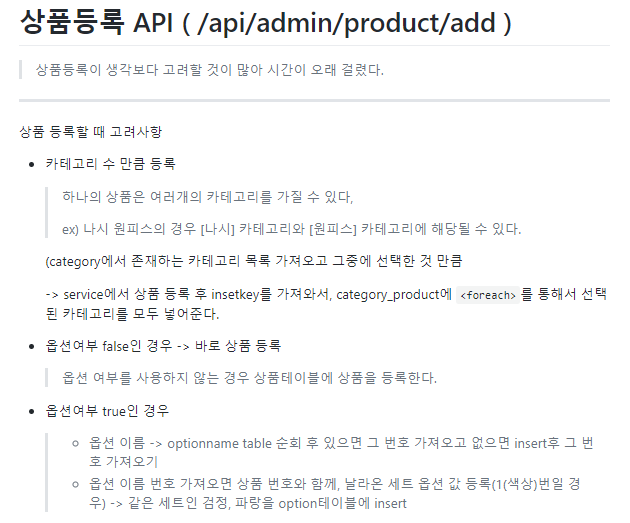 상품등록 API ( /api/admin/product/add )
상품등록이 생각보다 고려할 것이 많아 시간이 오래 걸렸다.
상품 등록할 때 고려사항
카테고리 수 만큼 등록
하나의 상품은 여러개의 카테고리를 가질 수 있다,
ex) 나시 원피스의 경우 [나시] 카테고리와 [원피스] 카테고리에 해당될 수 있다.
(category에서 존재하는 카테고리 목록 가져오고 그중에 선택한 것 만큼
-> service에서 상품 등록 후 insetkey를 가져와서, category_product에 <foreach> 를 통해서 선택
된 카테고리를 모두 넣어준다.
옵션여부 false인 경우 -> 바로 상품 등록
옵션 여부를 사용하지 않는 경우 상품테이블에 상품을 등록한다.
옵션여부 true인 경우
옵션 이름 -> optionname table 순회 후 있으면 그 번호 가져오고 없으면 insert후 그 번
호 가져오기
옵션 이름 번호 가져오면 상품 번호와 함께, 날라온 세트 옵션 값 등록(1(색상)번일 경
우) -> 같은 세트인 검정, 파랑을 option테이블에 insert